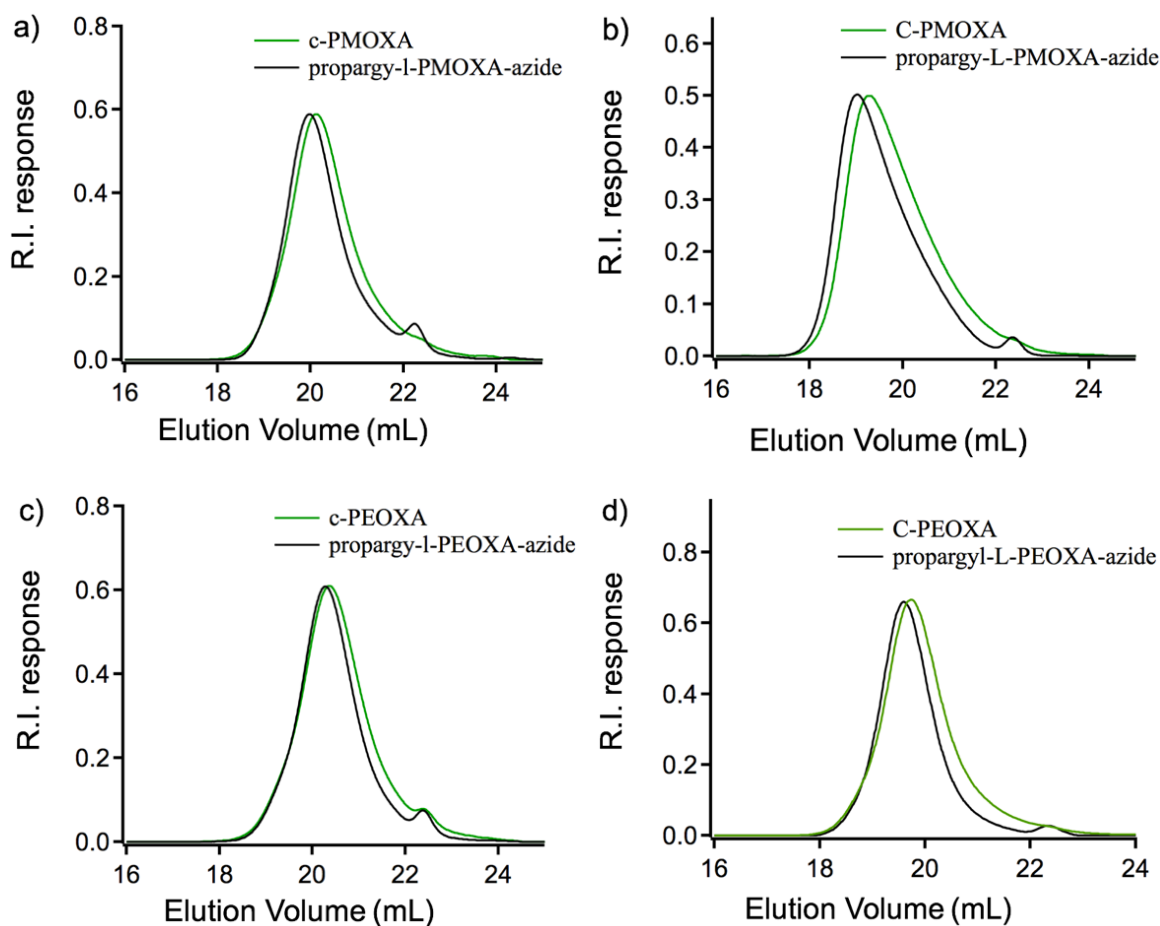 a)
c-PMOXA
propargy-l-PMOXA-azide
0.8
0.6
0.4
0.2
0.0
R.I. response
16 18 20 22 24
Elution Volume (mL)
b)
C-PMOXA
propargy-L-PMOXA-azide
0.6
0.5
0.4
0.3
0.2
0.1
0.0
R.I. response
16 18 20 22 24
Elution Volume (mL)
c)
c-PEOXA
propargy-l-PEOXA-azide
0.8
0.6
0.4
0.2
0.0
R.I. response
16 18 20 22 24
Elution Volume (mL)
d)
C-PEOXA
propargyl-L-PEOXA-azide
0.8
0.6
0.4
0.2
0.0
R.I. response
16 18 20 22 24
Elution Volume (mL)